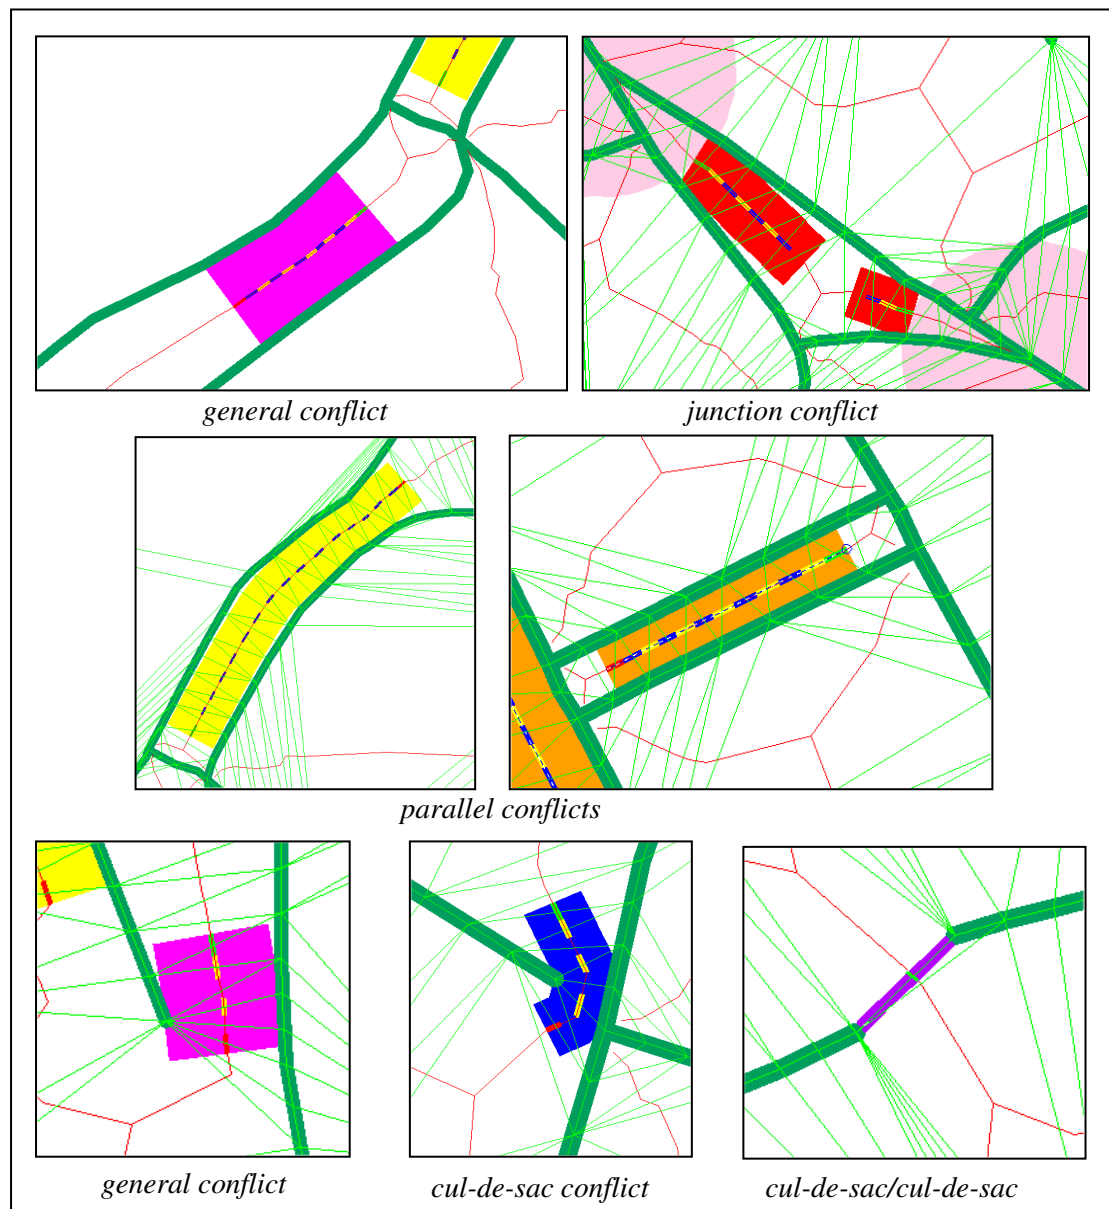 general conflict
junction conflict
parallel conflicts
general conflict
cul-de-sac conflict
cul-de-sac/cul-de-sac